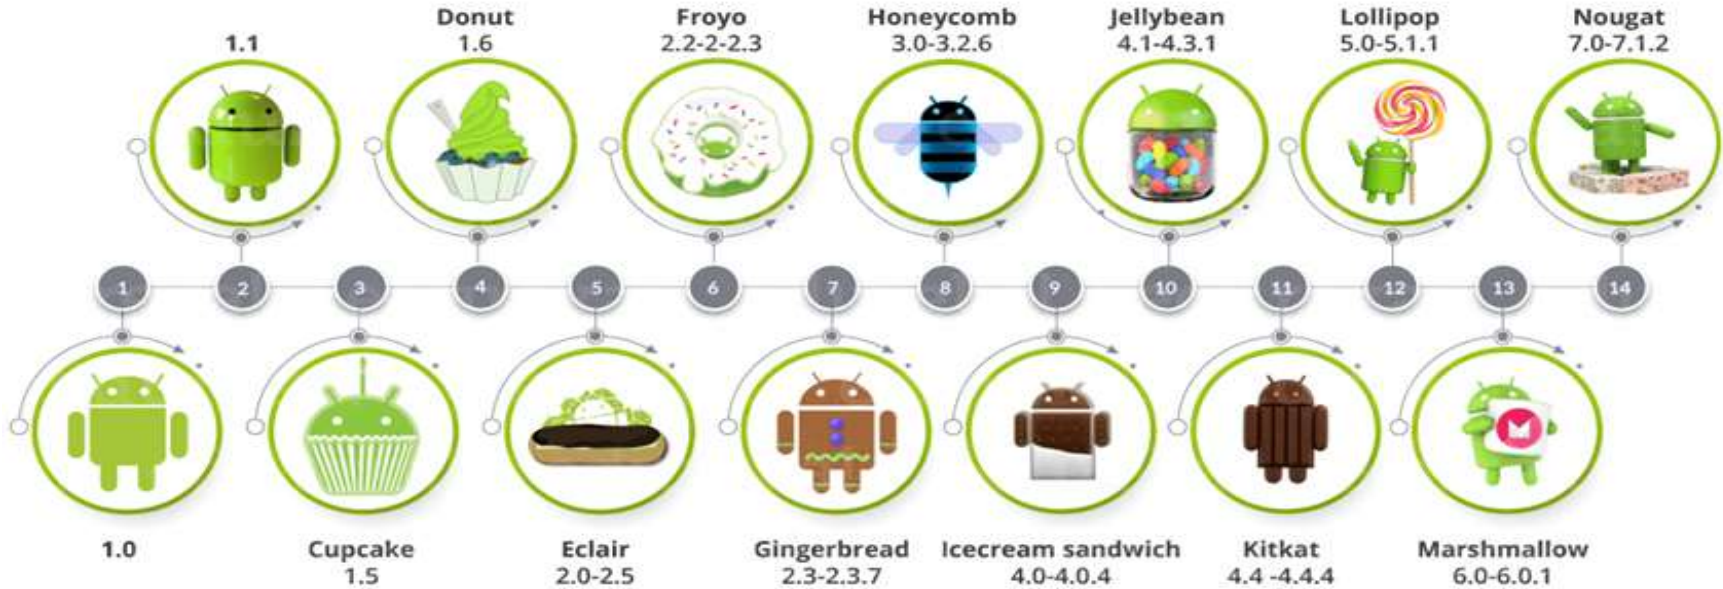 1.1
Donut
1.6
Froyo
2.2-2-2.3
Honeycomb
3.0-3.2.6
Jellybean
4.1-4.3.1
Lollipop
5.0-5.1.1
Nougat
7.0-7.1.2
1 2 3 4 5 6 7 8 9 10 11 12 13 14
1.0
Cupcake
1.5
Eclair
2.0-2.5
Gingerbread
2.3-2.3.7
Icecream sandwich
4.0-4.0.4
Kitkat
4.4 -4.4.4
Marshmallow
6.0-6.0.1